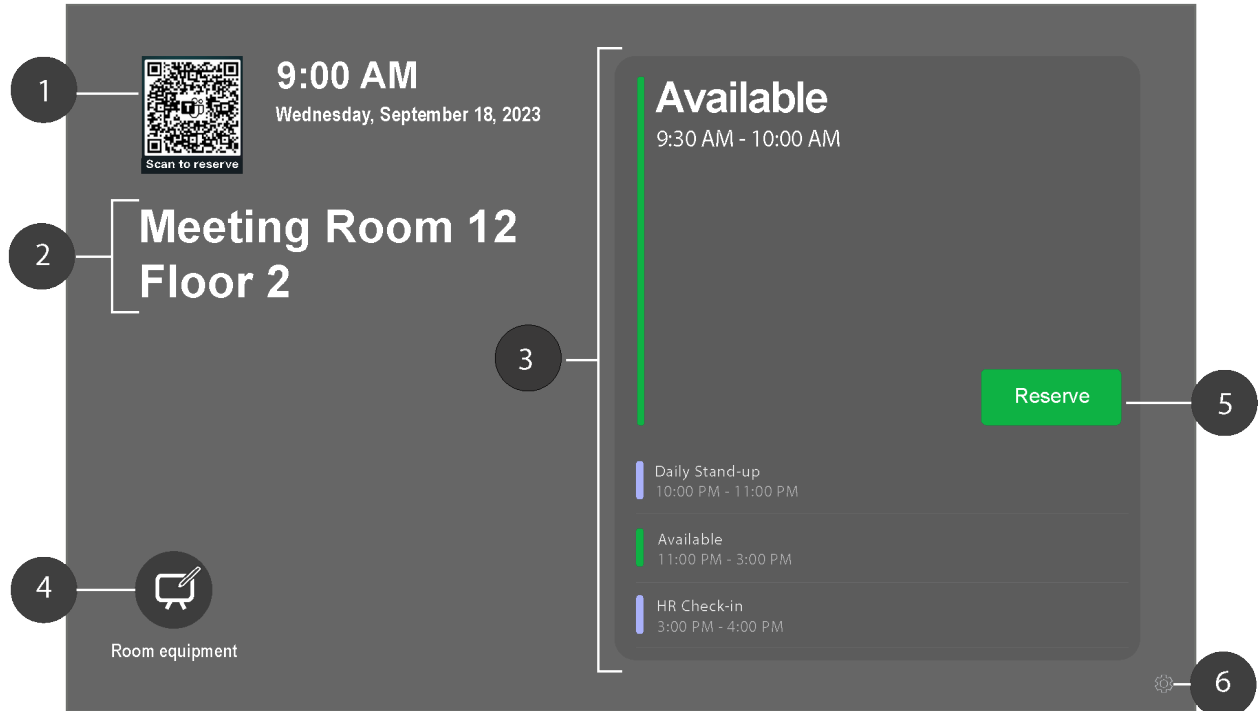 1
9:00 AM
Wednesday, September 18, 2023
Scan to reserve
2
Meeting Room 12
Floor 2
3
Available
9:30 AM - 10:00 AM
Reserve
5
Daily Stand-up
10:00 PM - 11:00 PM
Available
11:00 PM - 3:00 PM
HR Check-in
3:00 PM - 4:00 PM
4
Room equipment
6